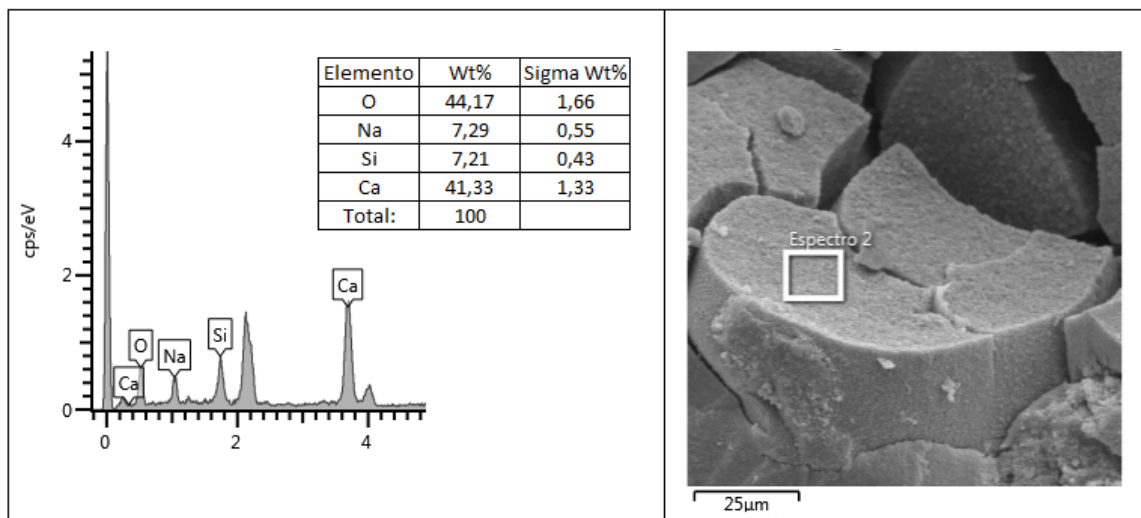 Elemento Wt% Sigma Wt%
O 44,17 1,66
Na 7,29 0,55
Si 7,21 0,43
Ca 41,33 1,33
Total: 100
cps/eV
4
2
0
Ca
O
Na
Si
Ca
0 2 4
Espectro 2
25µm